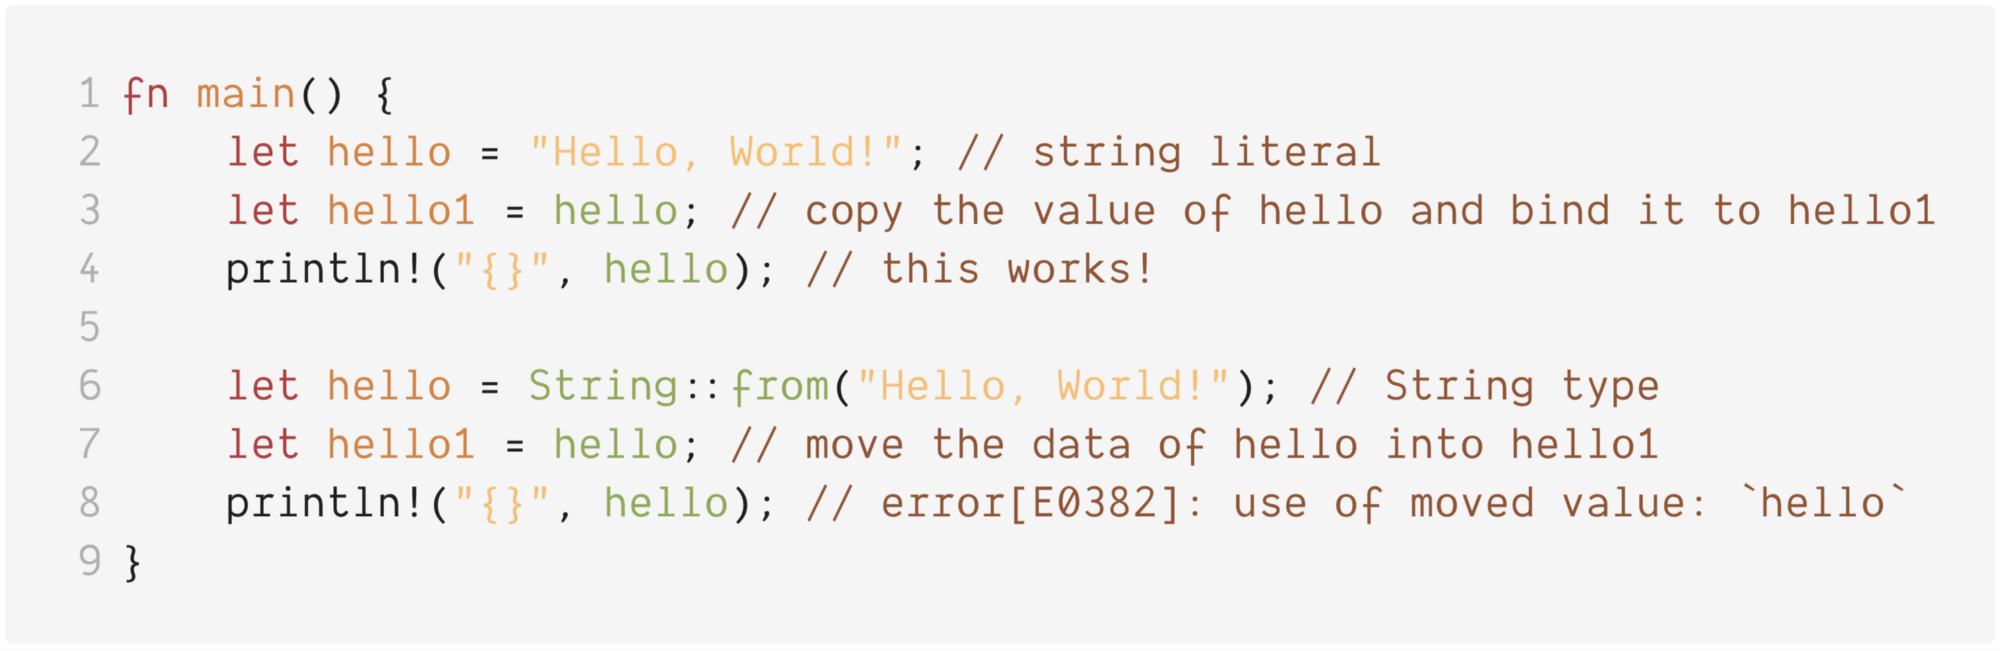 1 fn main() {
2     let hello = "Hello, World!"; // string literal
3     let hello1 = hello; // copy the value of hello and bind it to hello1
4     println!("{}", hello); // this works!
5
6     let hello = String::from("Hello, World!"); // String type
7     let hello1 = hello; // move the data of hello into hello1
8     println!("{}", hello); // error[E0382]: use of moved value: `hello`
9 }